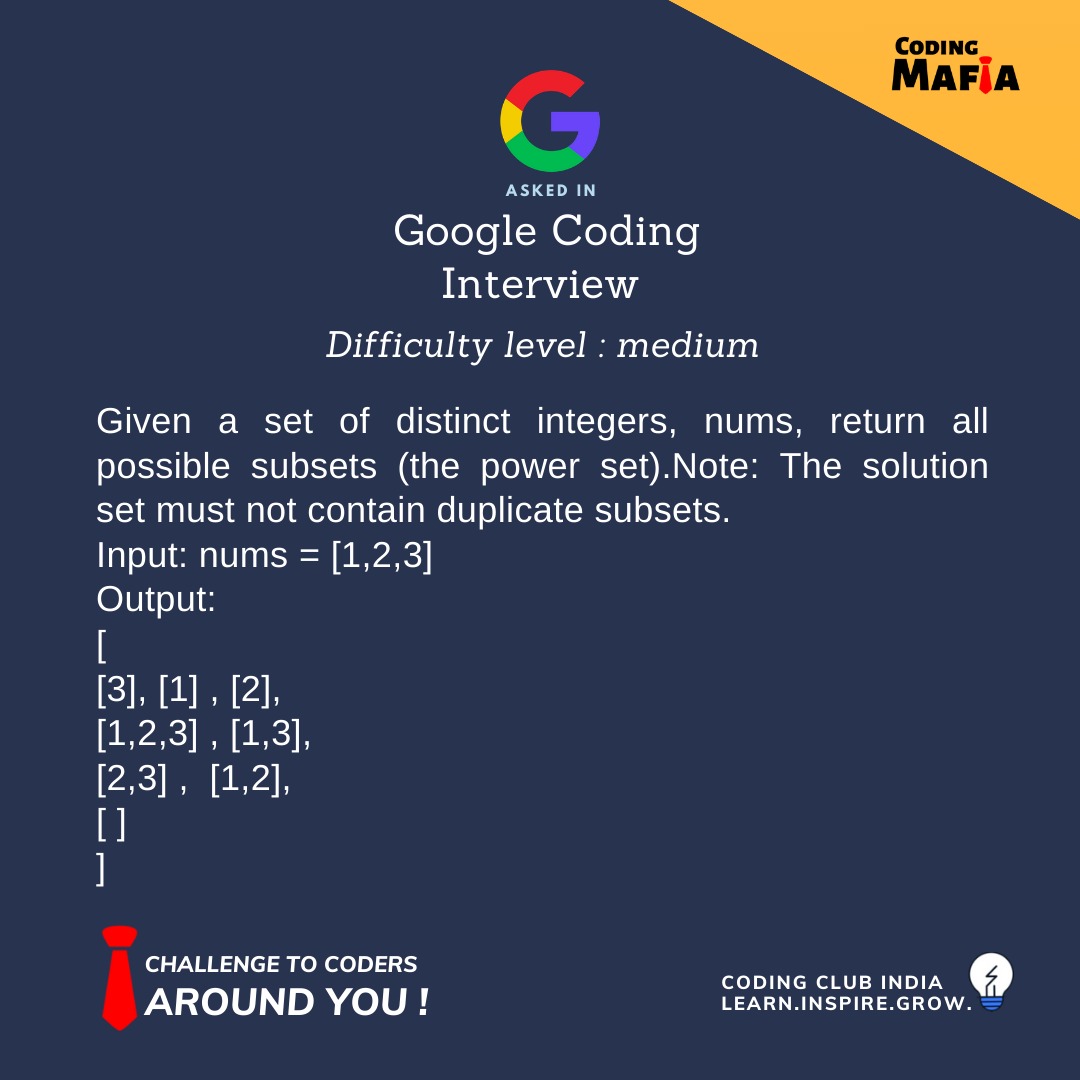 CODING
MAFIA
ASKED IN
Google Coding
Interview
Difficulty level : medium
Given a set of distinct integers, nums, return all
possible subsets (the power set).Note: The solution
set must not contain duplicate subsets.
Input: nums = [1,2,3]
Output:
[
[3], [1] , [2],
[1,2,3] , [1,3],
[2,3] ,  [1,2],
[ ]
]
CHALLENGE TO CODERS
AROUND YOU !
CODING CLUB INDIA
LEARN.INSPIRE.GROW.